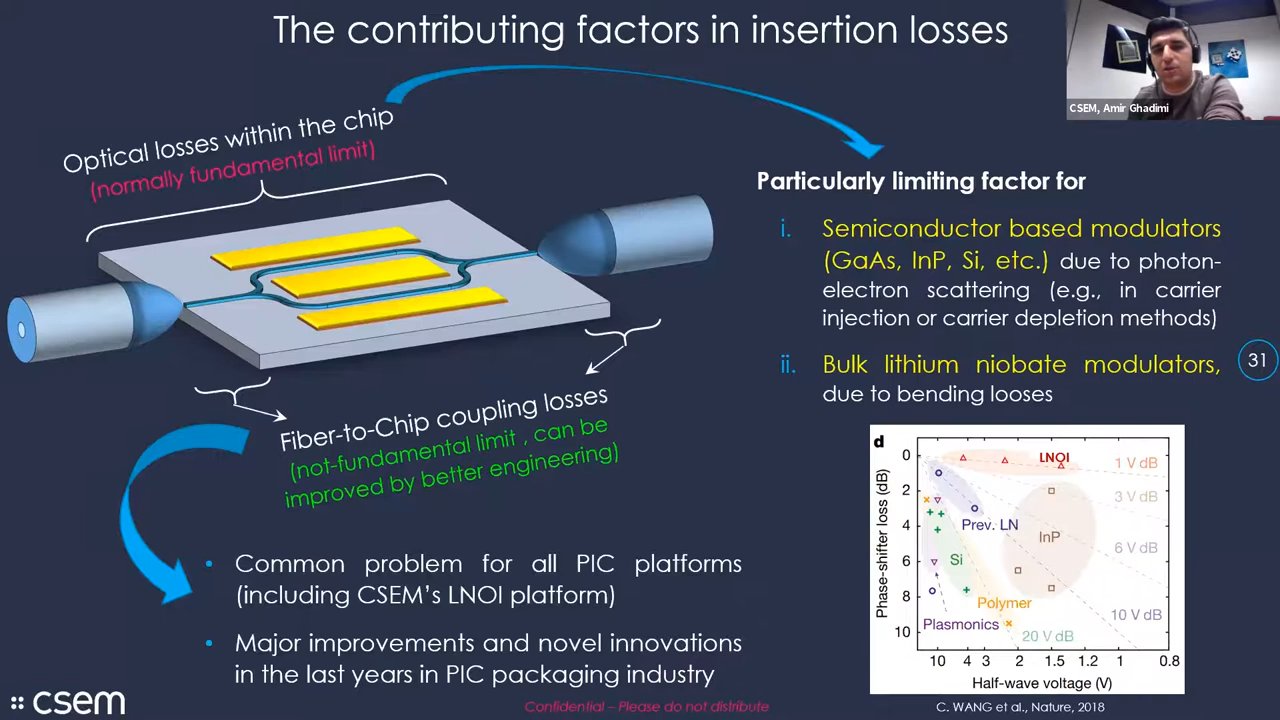 The contributing factors in insertion losses
CSEM, Amir Ghadimi
Optical losses within the chip
(normally fundamental limit)
Fiber-to-Chip coupling losses
(not-fundamental limit , can be
improved by better engineering)
• Common problem for all PIC platforms
(including CSEM's LNOI platform)
• Major improvements and novel innovations
in the last years in PIC packaging industry
Particularly limiting factor for
i. Semiconductor based modulators
(GaAs, InP, Si, etc.) due to photon-
electron scattering (e.g., in carrier
injection or carrier depletion methods)
ii. Bulk lithium niobate modulators,
due to bending looses
31
d
Phase-shifter loss (dB)
0
2
4
6
8
10
LNOI
Prev. LN
InP
Si
Polymer
Plasmonics
1 V dB
3 V dB
6 V dB
10 V dB
20 V dB
10 4 3 2 1.5 1.2 1 0.8
Half-wave voltage (V)
C. WANG et al., Nature, 2018
csem
Confidential – Please do not distribute